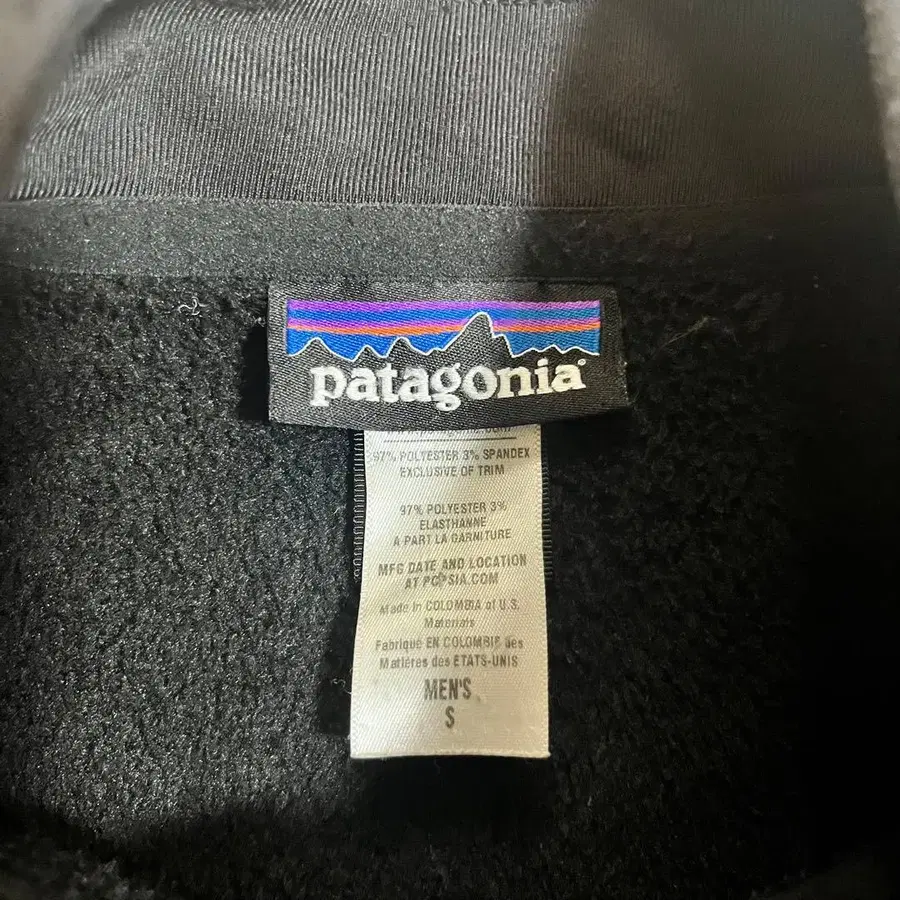 patagonia
97% POLYESTER 3% SPANDEX
EXCLUSIVE OF TRIM
97% POLYESTER 3%
ELASTHANNE
A PART LA GARNITURE
MFG DATE AND LOCATION
AT PCPSIA.COM
Made in COLOMBIA of U.S.
Materials
Fabriqué EN COLOMBIE des
Matières des ETATS-UNIS
MEN'S
S